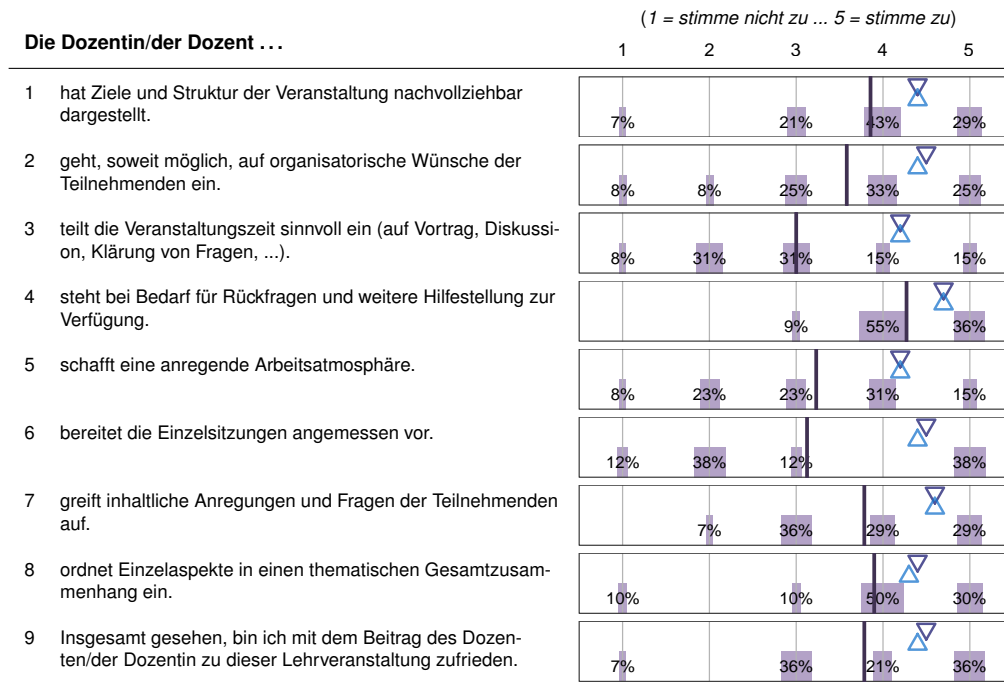 (1 = stimme nicht zu ... 5 = stimme zu)
Die Dozentin/der Dozent . . .
1 2 3 4 5
1 hat Ziele und Struktur der Veranstaltung nachvollziehbar
dargestellt.
7% 21% 43% 29%
2 geht, soweit möglich, auf organisatorische Wünsche der
Teilnehmenden ein.
8% 8% 25% 33% 25%
3 teilt die Veranstaltungszeit sinnvoll ein (auf Vortrag, Diskussi-
on, Klärung von Fragen, ...).
8% 31% 31% 15% 15%
4 steht bei Bedarf für Rückfragen und weitere Hilfestellung zur
Verfügung.
9% 55% 36%
5 schafft eine anregende Arbeitsatmosphäre.
8% 23% 23% 31% 15%
6 bereitet die Einzelsitzungen angemessen vor.
12% 38% 12% 38%
7 greift inhaltliche Anregungen und Fragen der Teilnehmenden
auf.
7% 36% 29% 29%
8 ordnet Einzelaspekte in einen thematischen Gesamtzusam-
menhang ein.
10% 10% 50% 30%
9 Insgesamt gesehen, bin ich mit dem Beitrag des Dozen-
ten/der Dozentin zu dieser Lehrveranstaltung zufrieden.
7% 36% 21% 36%